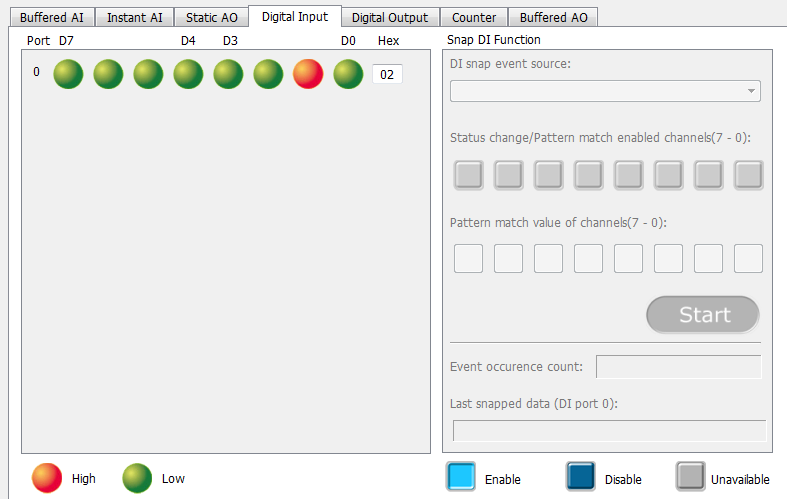 Buffered AI Instant AI Static AO Digital Input Digital Output Counter Buffered AO
Port D7 D4 D3 D0 Hex
0 02
Snap DI Function
DI snap event source:
Status change/Pattern match enabled channels(7 - 0):
Pattern match value of channels(7 - 0):
Start
Event occurence count:
Last snapped data (DI port 0):
High Low
Enable Disable Unavailable